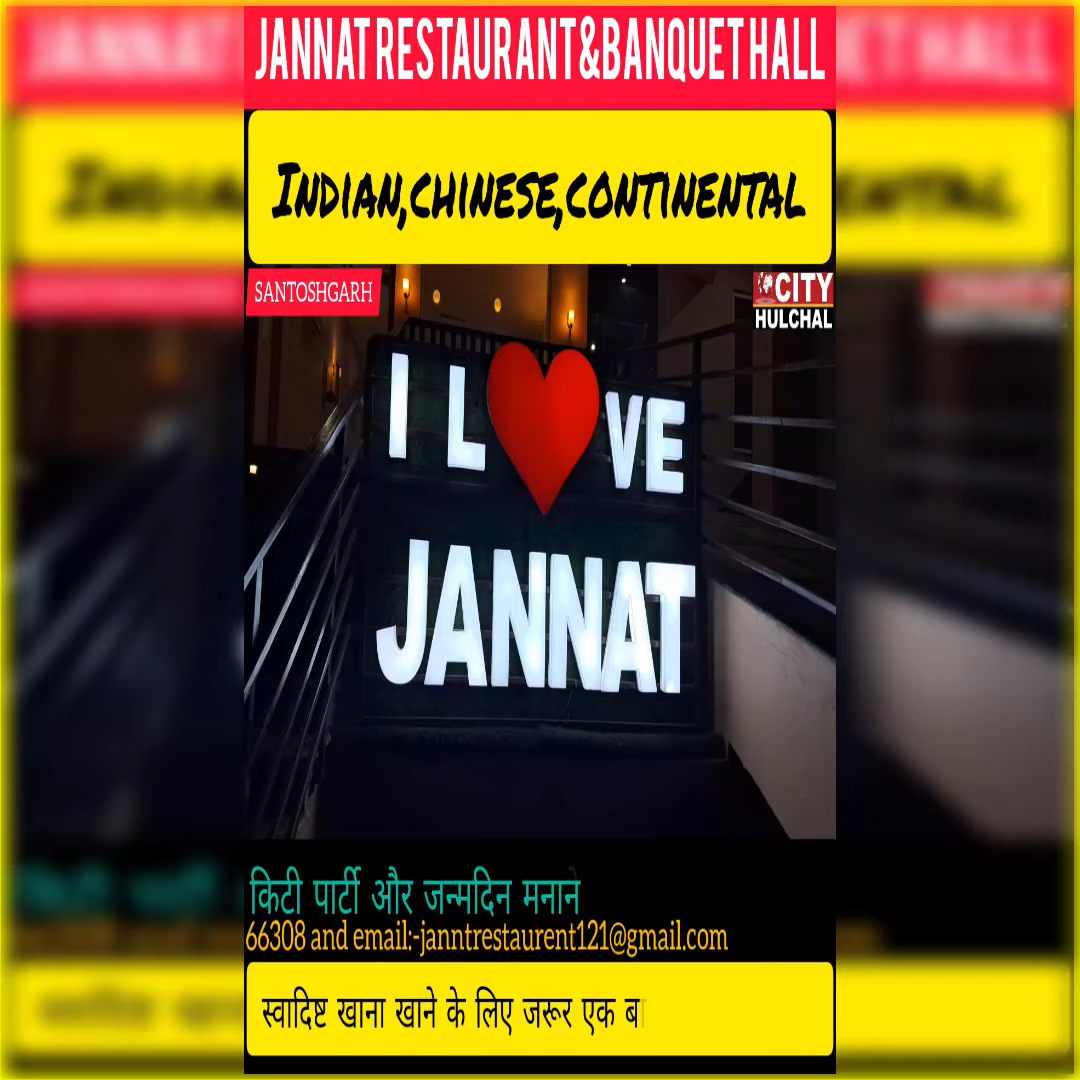 JANNAT RESTAURANT&BANQUET HALL
INDIAN,CHINESE,CONTINENTAL
SANTOSHGARH
CITY
HULCHAL
I L VE
JANNAT
किटी पार्टी और जन्मदिन मनाने
66308 and email:-janntrestaurent121@gmail.com
स्वादिष्ट खाना खाने के लिए जरूर एक